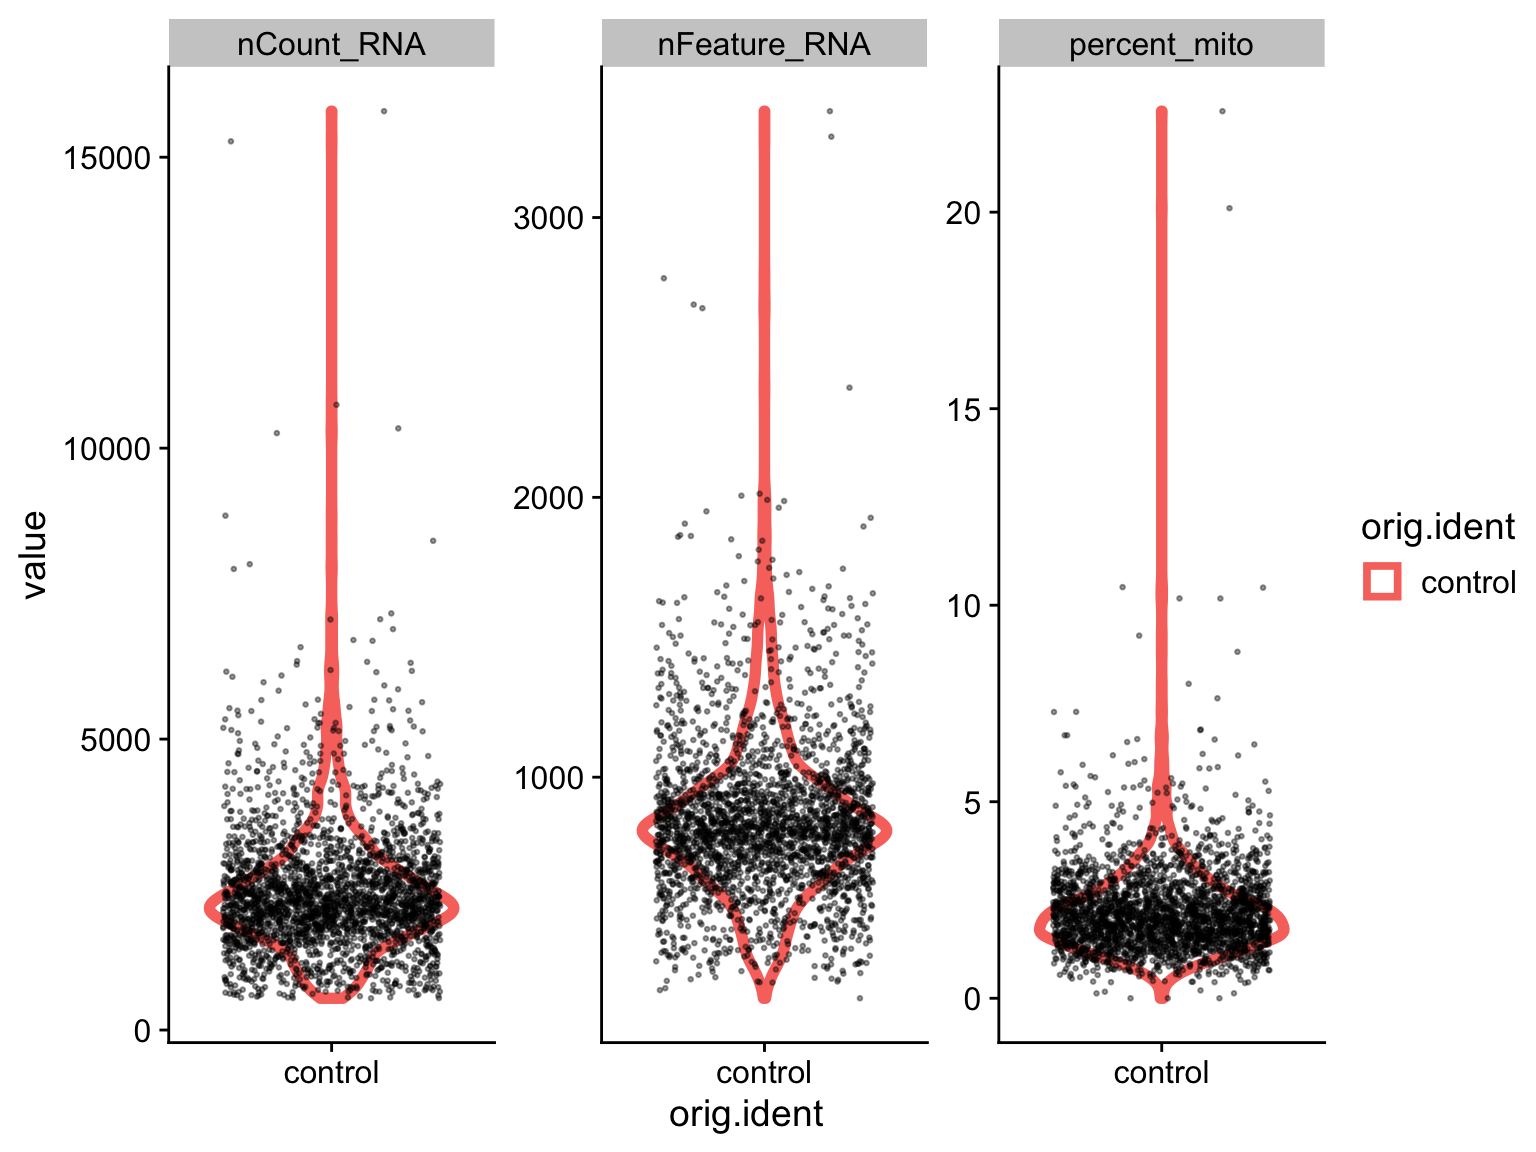 nCount_RNA
nFeature_RNA
percent_mito
value
15000
10000
5000
0
3000
2000
1000
20
15
10
5
0
control
control
control
orig.ident
orig.ident
control